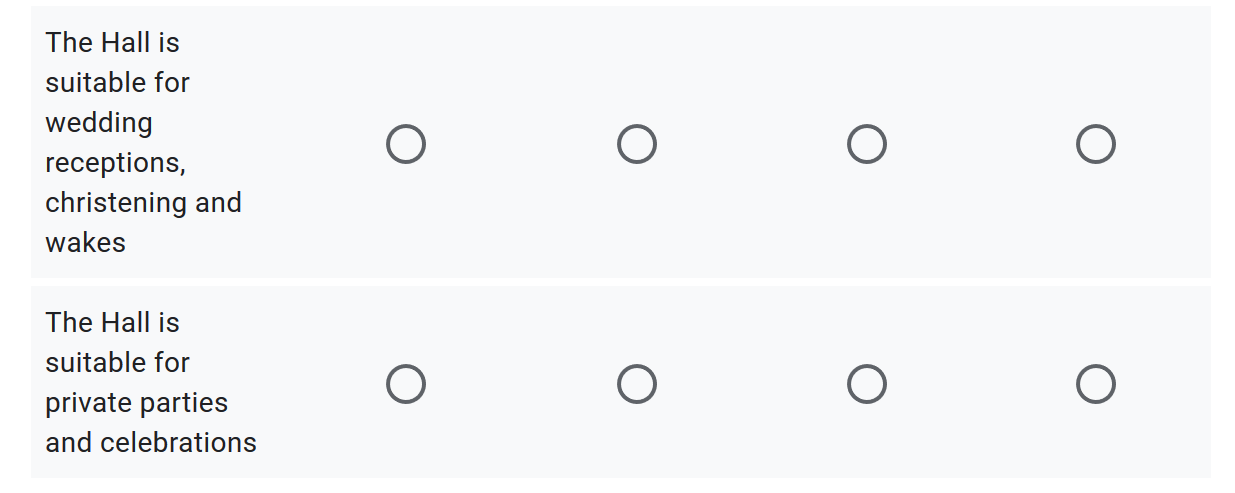 The Hall is
suitable for
wedding
receptions,
christening and
wakes
The Hall is
suitable for
private parties
and celebrations